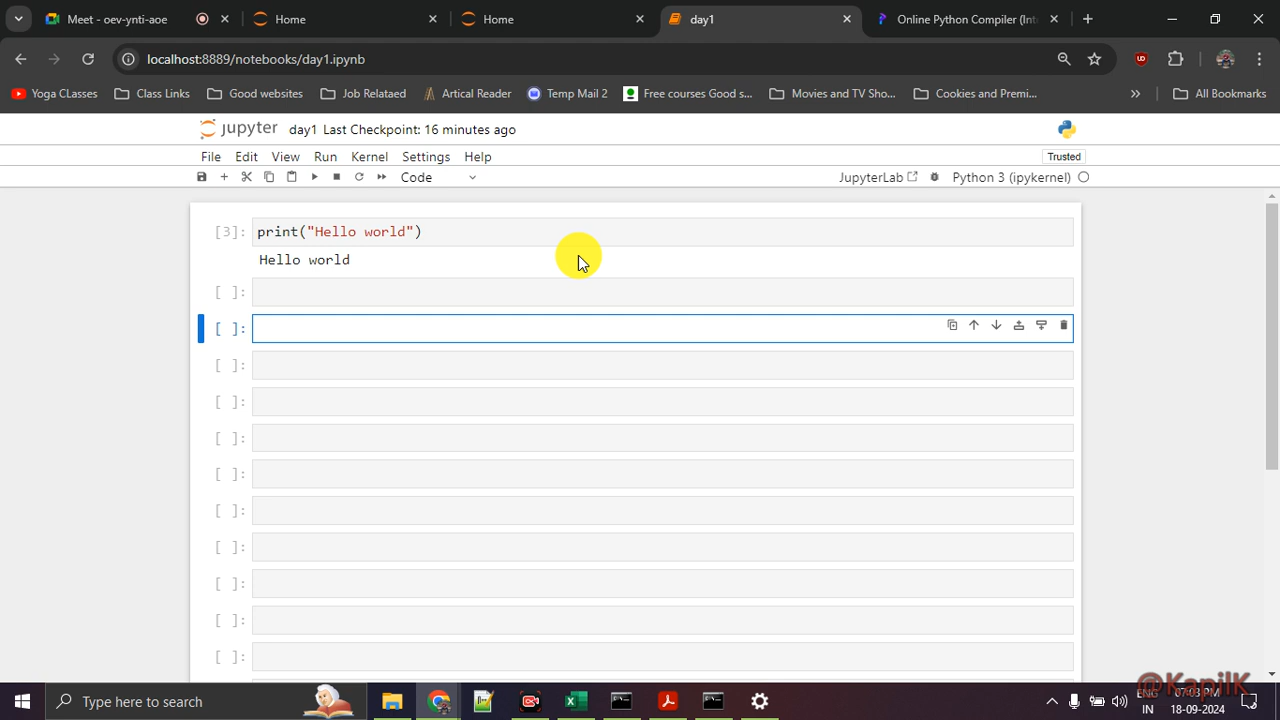 Meet - oev-ynti-aoe
Home
Home
day1
Online Python Compiler (Int
localhost:8889/notebooks/day1.ipynb
UD
Yoga CLasses
Class Links
Good websites
Job Relataed
Artical Reader
Temp Mail 2
Free courses Good s...
Movies and TV Sho...
Cookies and Premi...
All Bookmarks
jupyter day1 Last Checkpoint: 16 minutes ago
File Edit View Run Kernel Settings Help
Trusted
Code
JupyterLab
Python 3 (ipykernel)
[3]: print("Hello world")
Hello world
[ ]:
[ ]:
[ ]:
[ ]:
[ ]:
[ ]:
[ ]:
[ ]:
[ ]:
[ ]:
[ ]:
@KapilK
Type here to search
ENG 07:03 PM
IN 18-09-2024